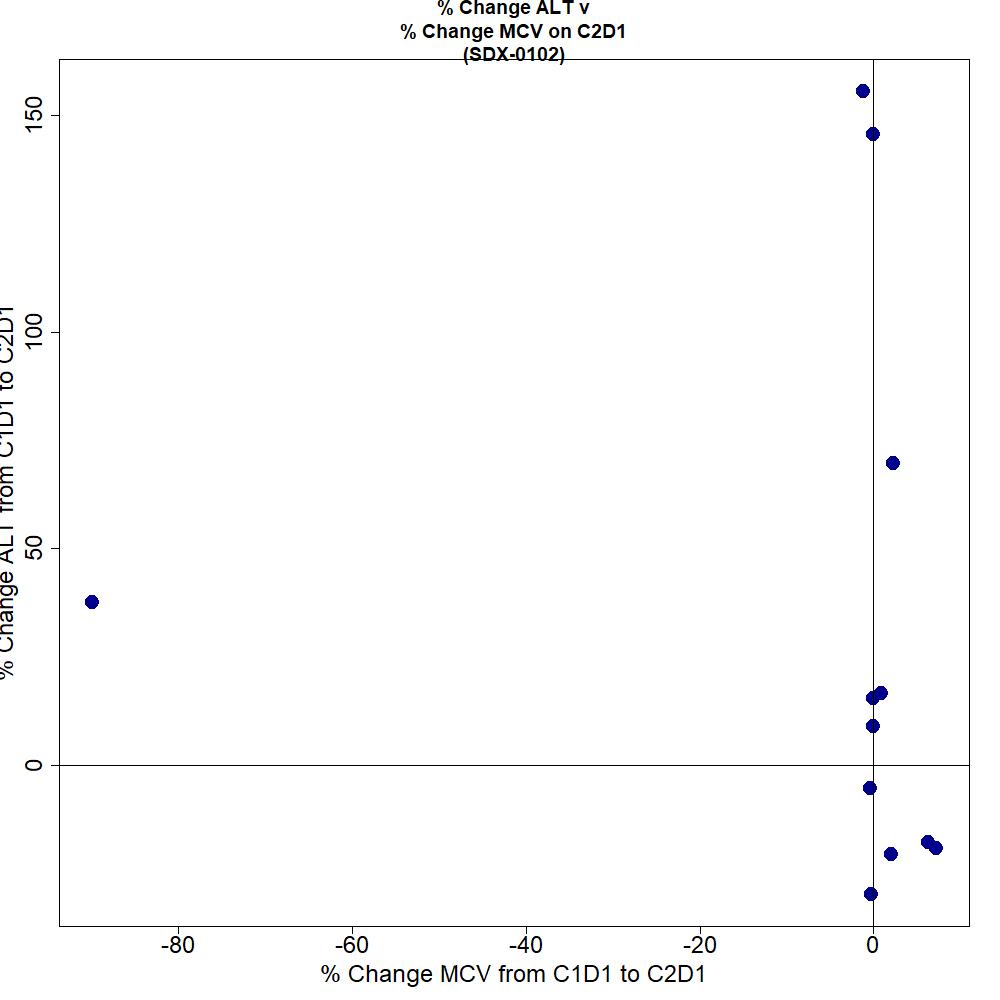 % Change ALT v
% Change MCV on C2D1
(SDX-0102)
% Change ALT from C1D1 to C2D1
150
100
50
0
-80
-60
-40
-20
0
% Change MCV from C1D1 to C2D1